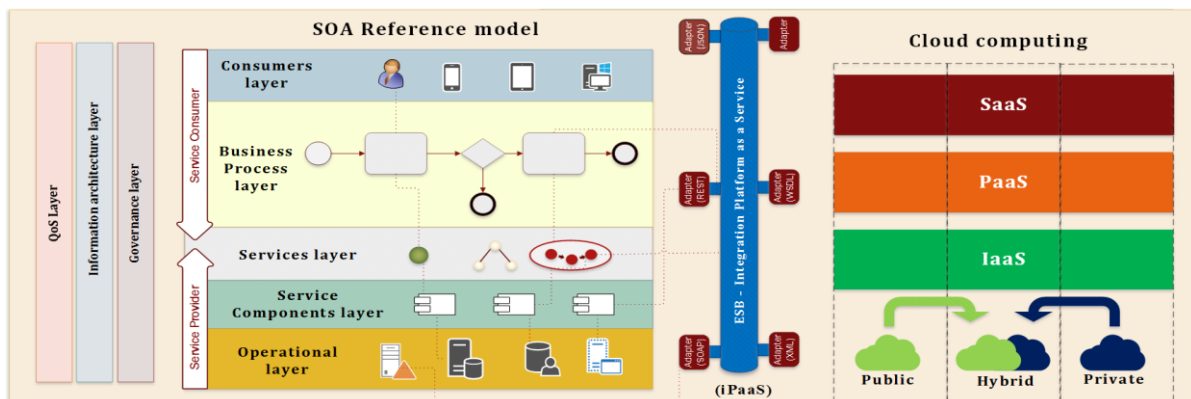 SOA Reference model
QoS Layer
Information architecture layer
Governance layer
Service Consumer
Service Provider
Consumers
layer
Business
Process
layer
Services layer
Service
Components layer
Operational
layer
Adapter
(JSON)
Adapter
Adapter
(REST)
Adapter
(WSDL)
Adapter
(SOAP)
Adapter
(XML)
ESB - Integration Platform as a Service
(iPaaS)
Cloud computing
SaaS
PaaS
IaaS
Public
Hybrid
Private